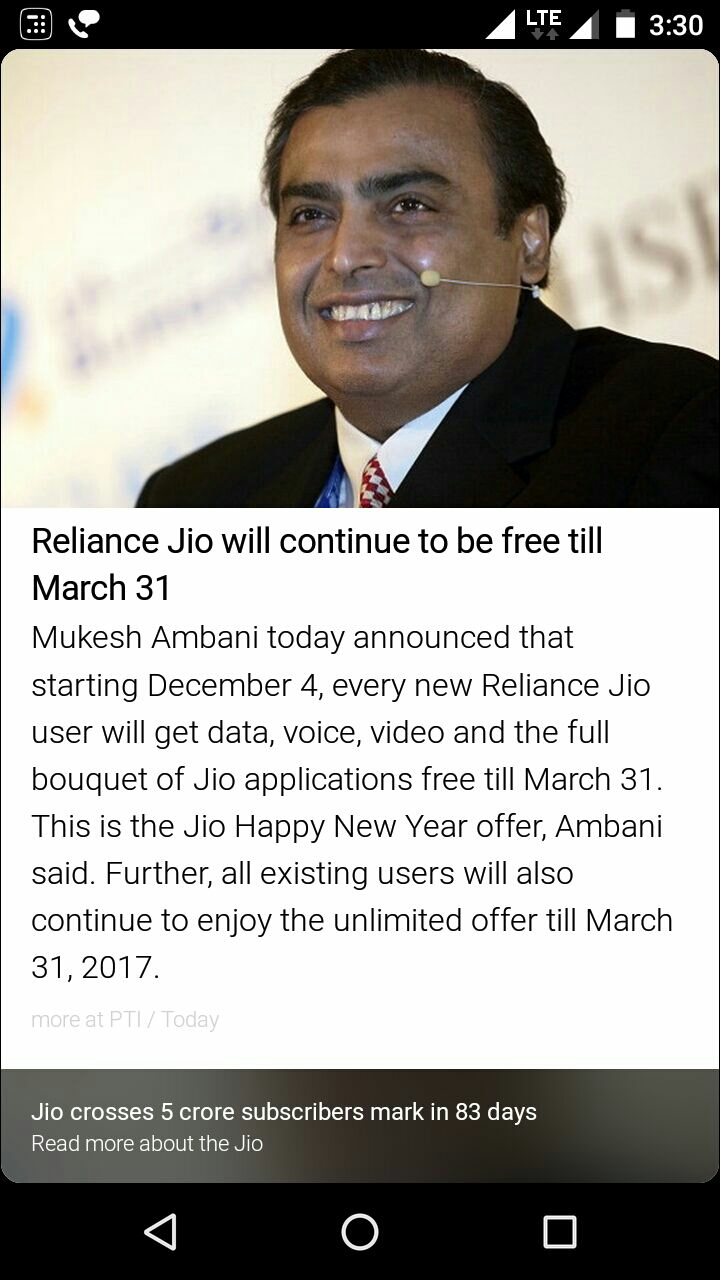 LTE
3:30
HSB
Reliance Jio will continue to be free till
March 31
Mukesh Ambani today announced that
starting December 4, every new Reliance Jio
user will get data, voice, video and the full
bouquet of Jio applications free till March 31.
This is the Jio Happy New Year offer, Ambani
said. Further, all existing users will also
continue to enjoy the unlimited offer till March
31, 2017.
more at PTI / Today
Jio crosses 5 crore subscribers mark in 83 days
Read more about the Jio